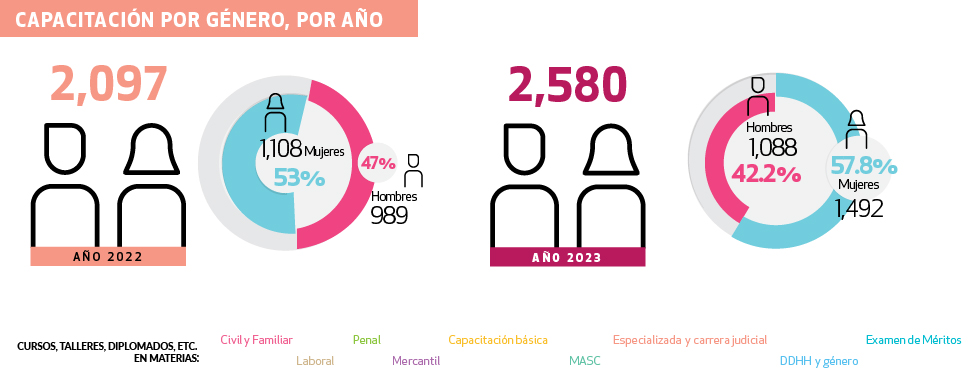 CAPACITACIÓN POR GÉNERO, POR AÑO
2,097
1,108 Mujeres
53%
47%
Hombres
989
AÑO 2022
2,580
Hombres
1,088
42.2%
57.8%
Mujeres
1,492
AÑO 2023
CURSOS, TALLERES, DIPLOMADOS, ETC.
EN MATERIAS:
Civil y Familiar
Laboral
Penal
Mercantil
Capacitación básica
MASC
Especializada y carrera judicial
DDHH y género
Examen de Méritos